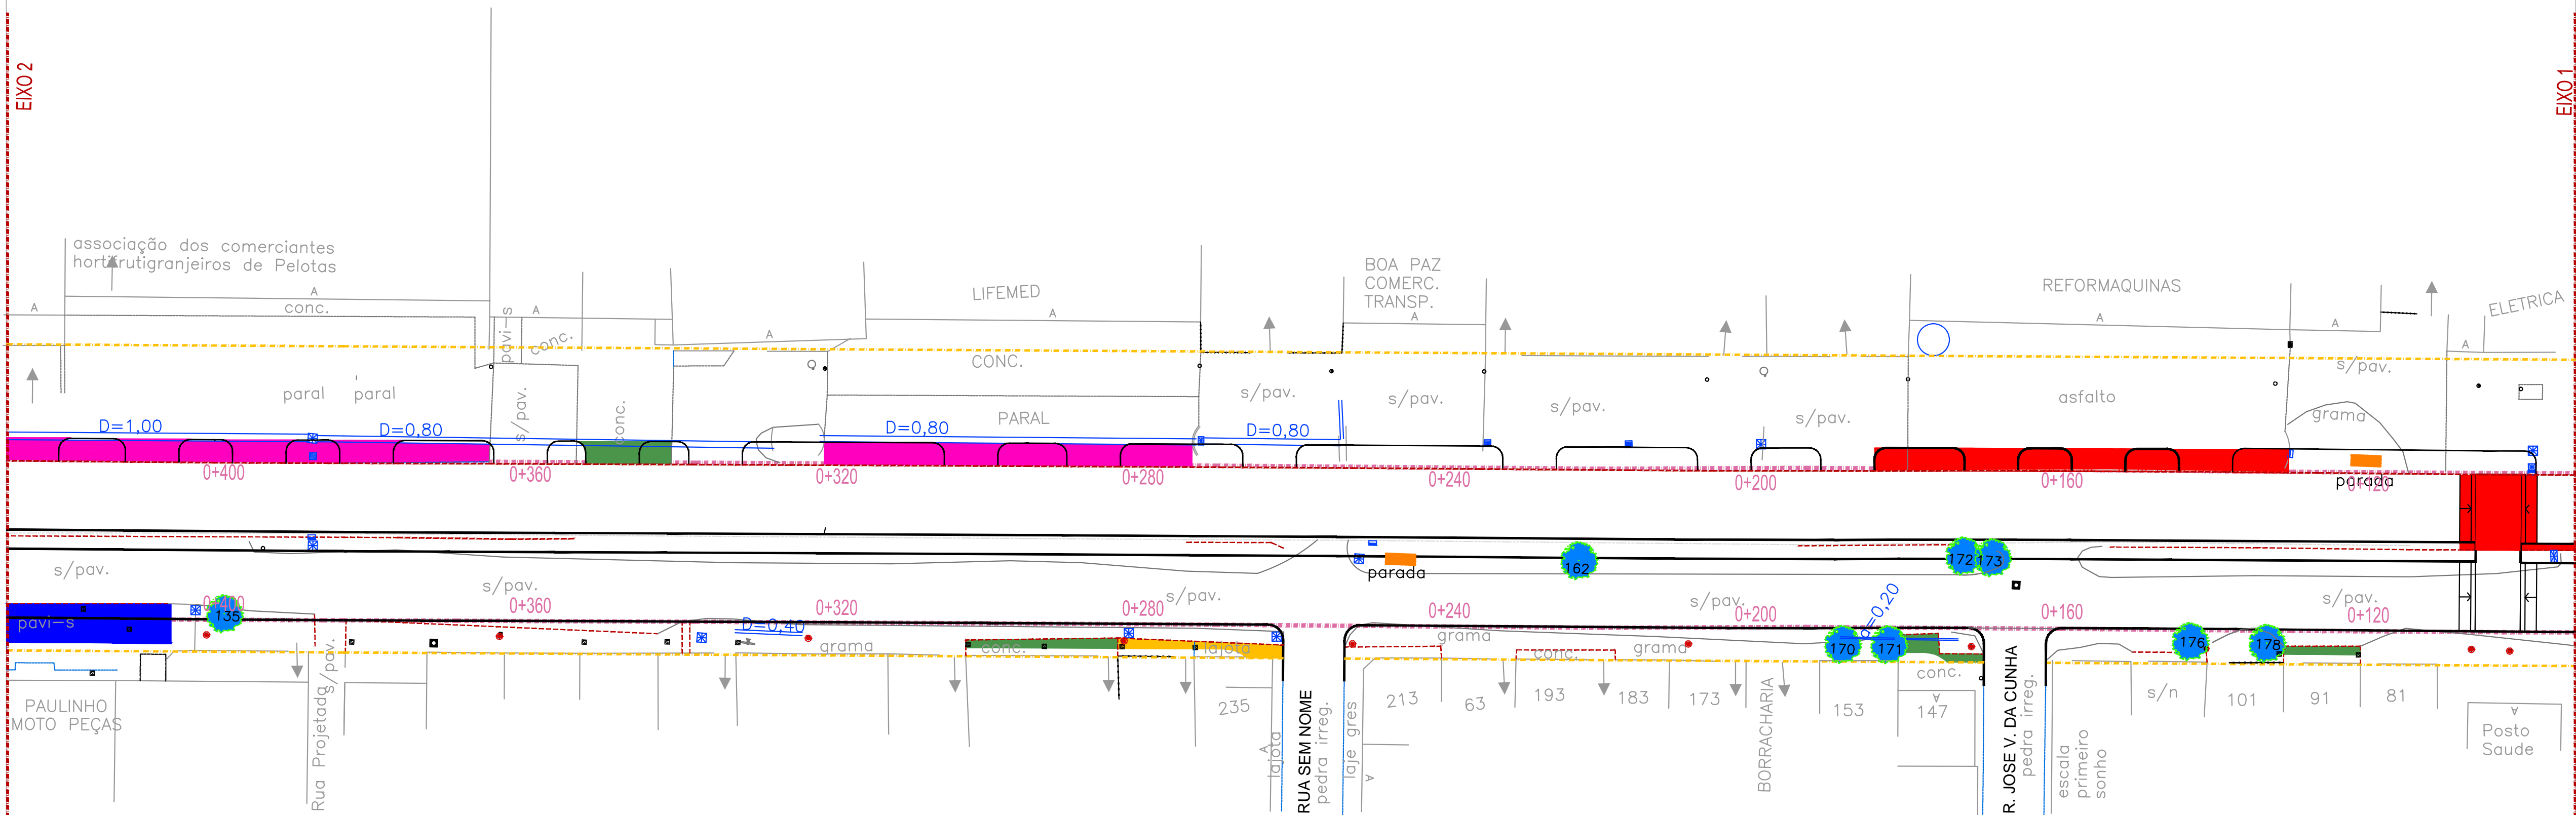 EIXO 2
EIXO 1
associação dos comerciantes
hortifrutigranjeiros de Pelotas
A
A
conc.
pavi-s
A
conc.
A
LIFEMED
A
BOA PAZ
COMERC.
TRANSP.
A
REFORMAQUINAS
A
A
ELETRICA
A
paral
paral
s/pav.
conc.
CONC.
PARAL
s/pav.
s/pav.
s/pav.
s/pav.
asfalto
s/pav.
grama
D=1,00
D=0,80
D=0,80
D=0,80
0+400
0+360
0+320
0+280
0+240
0+200
0+160
0+120
parada
s/pav.
s/pav.
s/pav.
parada
162
172
173
s/pav.
s/pav.
D=0,20
0+400
0+360
0+320
0+280
0+240
0+200
0+160
0+120
pavi-s
135
D=0,40
grama
conc.
lajota
grama
conc.
grama
170
171
conc.
176
178
PAULINHO
MOTO PEÇAS
Rua Projetada
s/pav.
235
A
lajota
RUA SEM NOME
pedra irreg.
laje gres
A
213
63
193
183
173
BORRACHARIA
153
A
147
R. JOSE V. DA CUNHA
pedra irreg.
escala
primeiro
sonho
s/n
101
91
81
A
Posto
Saude